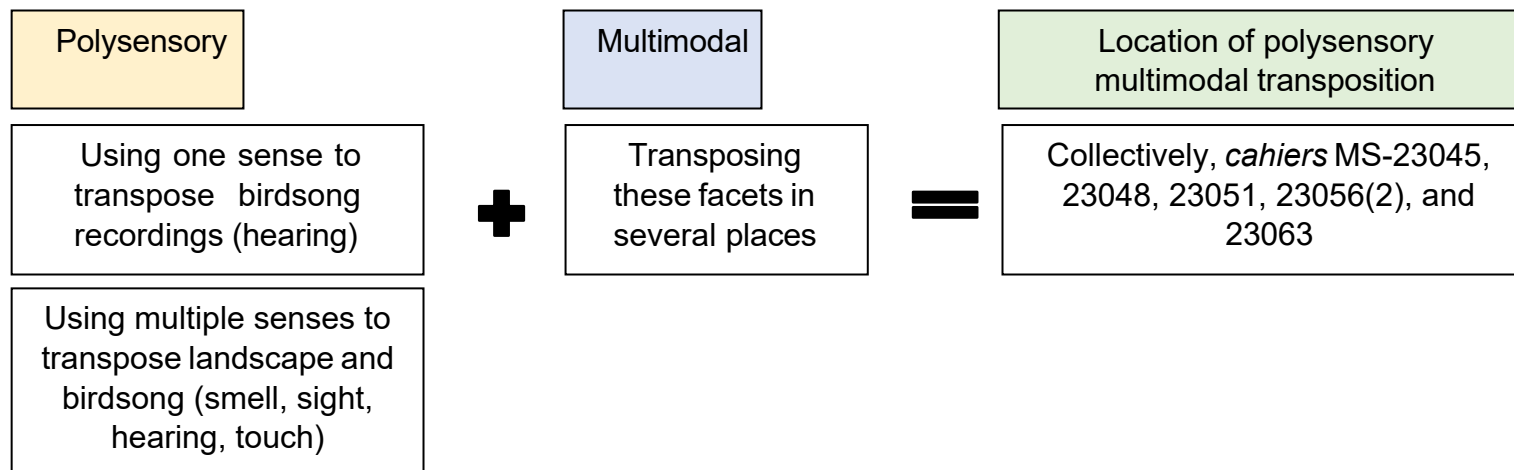 Polysensory
Using one sense to
transpose birdsong
recordings (hearing)
Using multiple senses to
transpose landscape and
birdsong (smell, sight,
hearing, touch)
Multimodal
Transposing
these facets in
several places
Location of polysensory
multimodal transposition
Collectively, cahiers MS-23045,
23048, 23051, 23056(2), and
23063